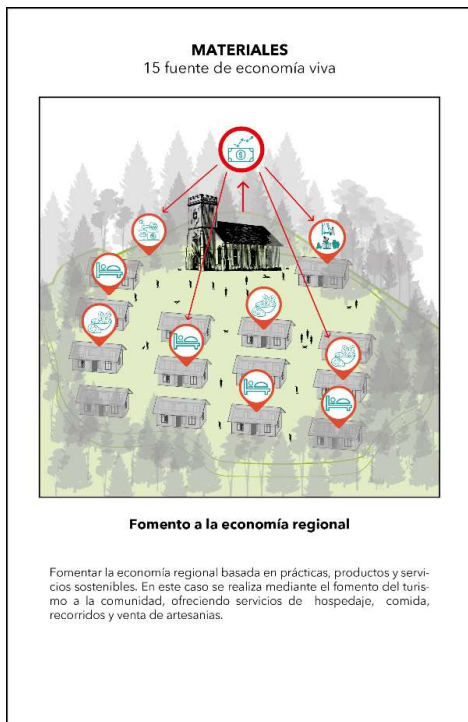 MATERIALES
15 fuente de economía viva
Fomento a la economía regional
Fomentar la economía regional basada en prácticas, productos y servi-
cios sostenibles. En este caso se realiza mediante el fomento del turis-
mo a la comunidad, ofreciendo servicios de hospedaje, comida,
recorridos y venta de artesanias.